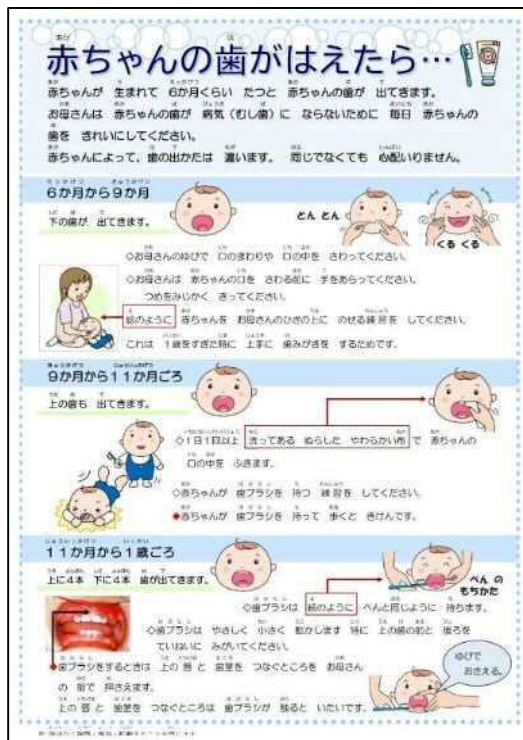 赤ちゃんの歯がはえたら…
赤ちゃんが 生まれて 6か月くらい たつと 赤ちゃんの歯が 出てきます。
お母さんは 赤ちゃんの歯が 病気(むし歯)に ならないために 毎日 赤ちゃんの
歯を きれいにしてください。
赤ちゃんによって、歯の出かたは 違います。 同じでなくても 心配いりません。
6か月から9か月
下の歯が 出てきます。
とん とん
くる くる
◇お母さんのゆびで 口のまわりや 口の中を さわってください。
◇お母さんは 赤ちゃんの口を さわる前に 手をあらってください。
つめをみじかく きってください。
絵のように 赤ちゃんを お母さんのひざの上に のせる練習を してください。
これは 1歳をすぎた時に 上手に 歯みがきを するためです。
9か月から11か月ごろ
上の歯も 出てきます。
◇1日1回以上 洗ってある ぬらした やわらかい布 で 赤ちゃんの
口の中を ふきます。
◇赤ちゃんが 歯ブラシを 持つ 練習を してください。
◆赤ちゃんが 歯ブラシを 持って 歩くと きけんです。
11か月から1歳ごろ
上に4本 下に4本 歯が出てきます。
ぺん の
もちかた
◇歯ブラシは 絵のように ぺんと同じように 持ちます。
◇歯ブラシは やさしく 小さく 動かします 特に 上の歯の前と 後ろを
ていねいに みがいてください。
◆歯ブラシをするときは 上の 唇 と 歯茎を つなぐところを お母さん
の 指で 押さえます。
上の 唇 と 歯茎を つなぐところは 歯ブラシが 触ると いたいです。
ゆびで
おさえる。